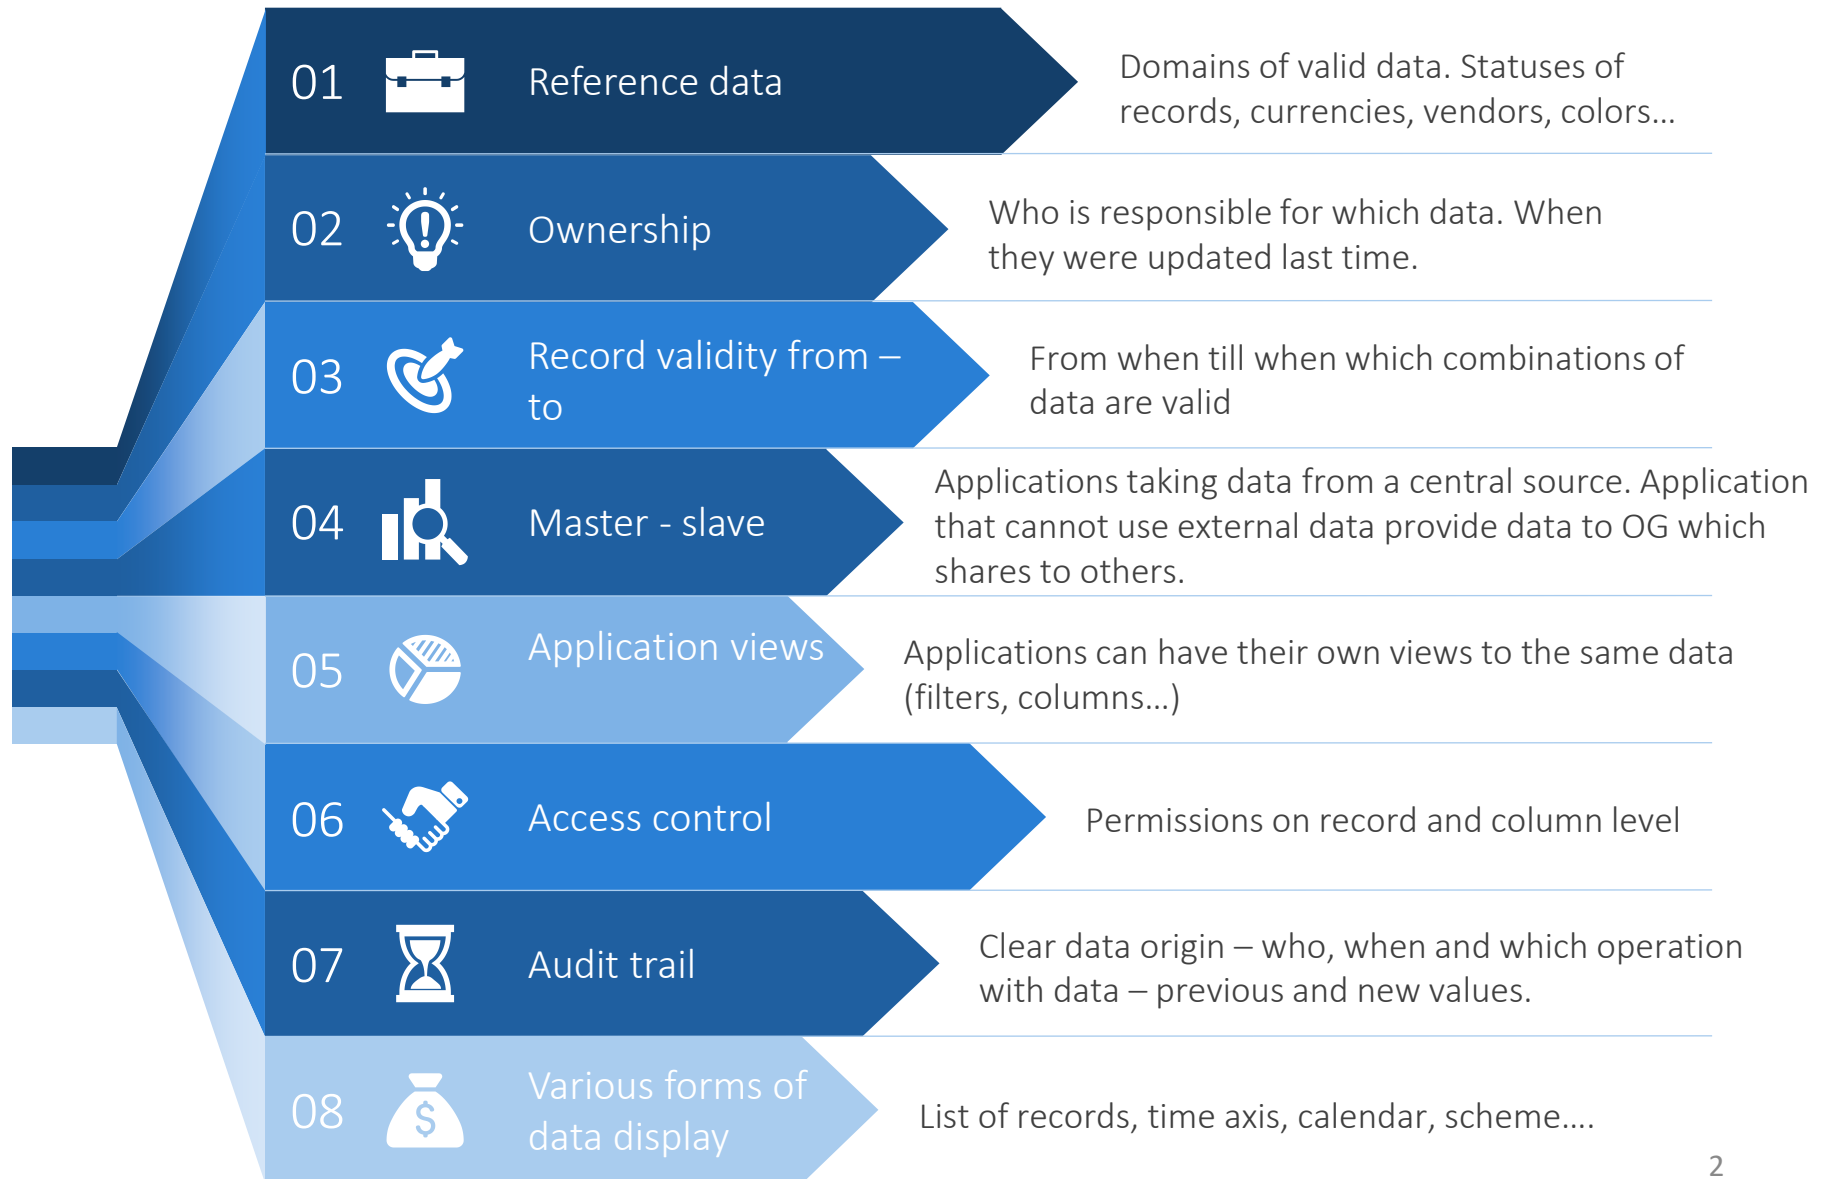 01
Reference data
Domains of valid data. Statuses of
records, currencies, vendors, colors...
02
Ownership
Who is responsible for which data. When
they were updated last time.
03
Record validity from –
to
From when till when which combinations of
data are valid
04
Master - slave
Applications taking data from a central source. Application
that cannot use external data provide data to OG which
shares to others.
05
Application views
Applications can have their own views to the same data
(filters, columns...)
06
Access control
Permissions on record and column level
07
Audit trail
Clear data origin – who, when and which operation
with data – previous and new values.
08
$
Various forms of
data display
List of records, time axis, calendar, scheme....
2